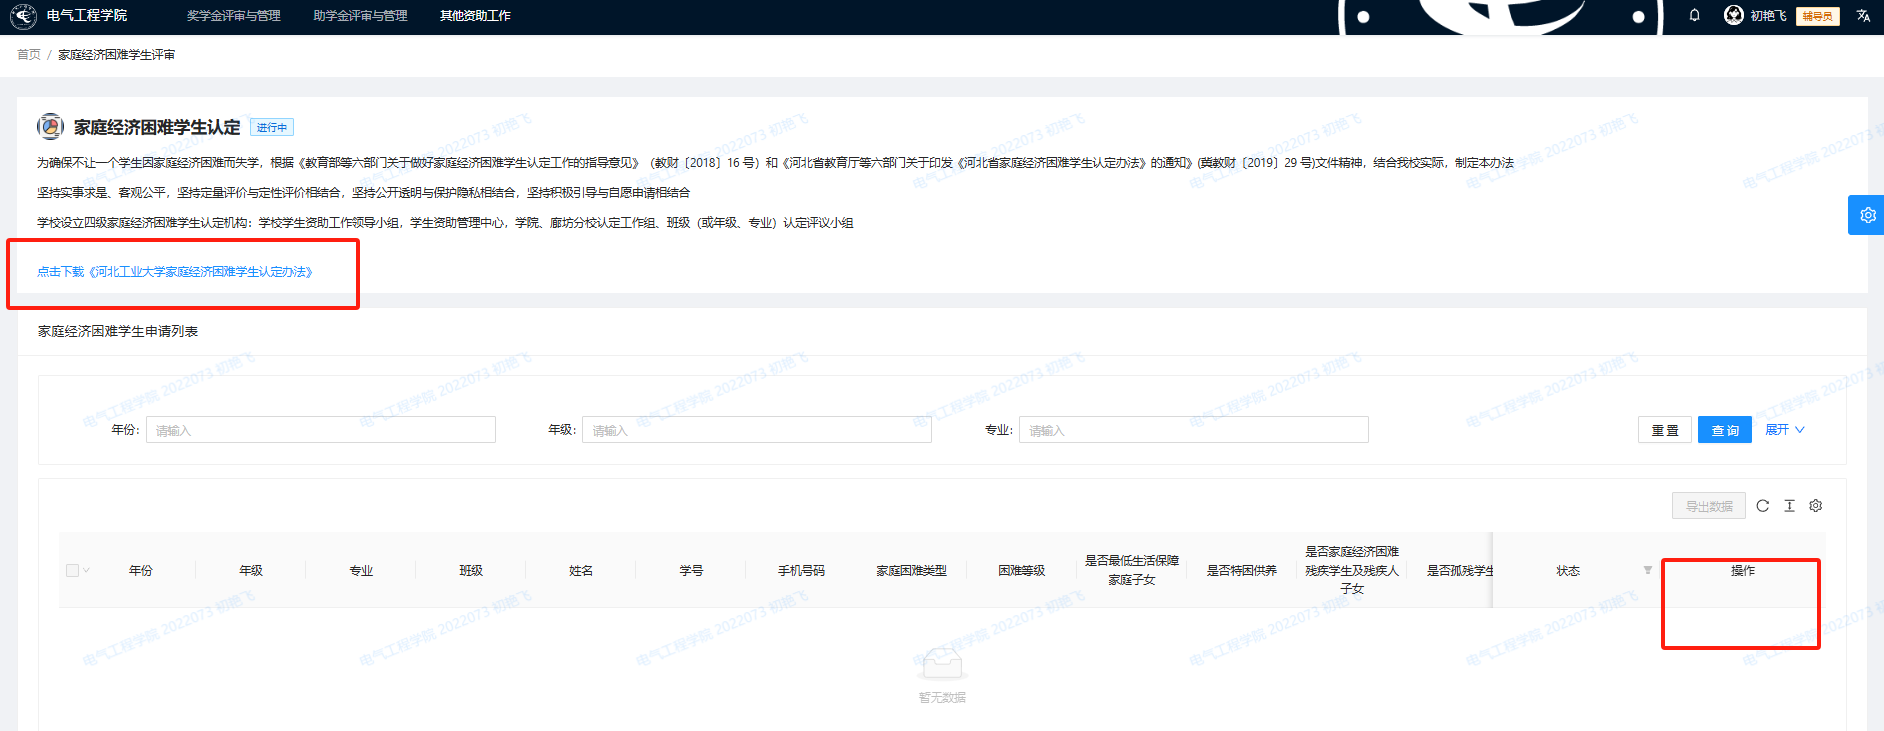 电气工程学院 奖学金评审与管理 助学金评审与管理 其他资助工作 初艳飞 辅导员
首页 / 家庭经济困难学生评审
家庭经济困难学生认定 进行中
为确保不让一个学生因家庭经济困难而失学，根据《教育部等六部门关于做好家庭经济困难学生认定工作的指导意见》（教财〔2018〕16 号）和《河北省教育厅等六部门关于印发《河北省家庭经济困难学生认定办法》的通知》(冀教财〔2019〕29 号)文件精神，结合我校实际，制定本办法
坚持实事求是、客观公平，坚持定量评价与定性评价相结合，坚持公开透明与保护隐私相结合，坚持积极引导与自愿申请相结合
学校设立四级家庭经济困难学生认定机构：学校学生资助工作领导小组，学生资助管理中心，学院、廊坊分校认定工作组、班级（或年级、专业）认定评议小组
点击下载《河北工业大学家庭经济困难学生认定办法》
家庭经济困难学生申请列表
年份: 请输入 年级: 请输入 专业: 请输入 重 置 查 询 展开
导出数据
年份 年级 专业 班级 姓名 学号 手机号码 家庭困难类型 困难等级 是否最低生活保障家庭子女 是否特困供养 是否家庭经济困难残疾学生及残疾人子女 是否孤残学生 状态 操作
暂无数据
电气工程学院 2022073 初艳飞